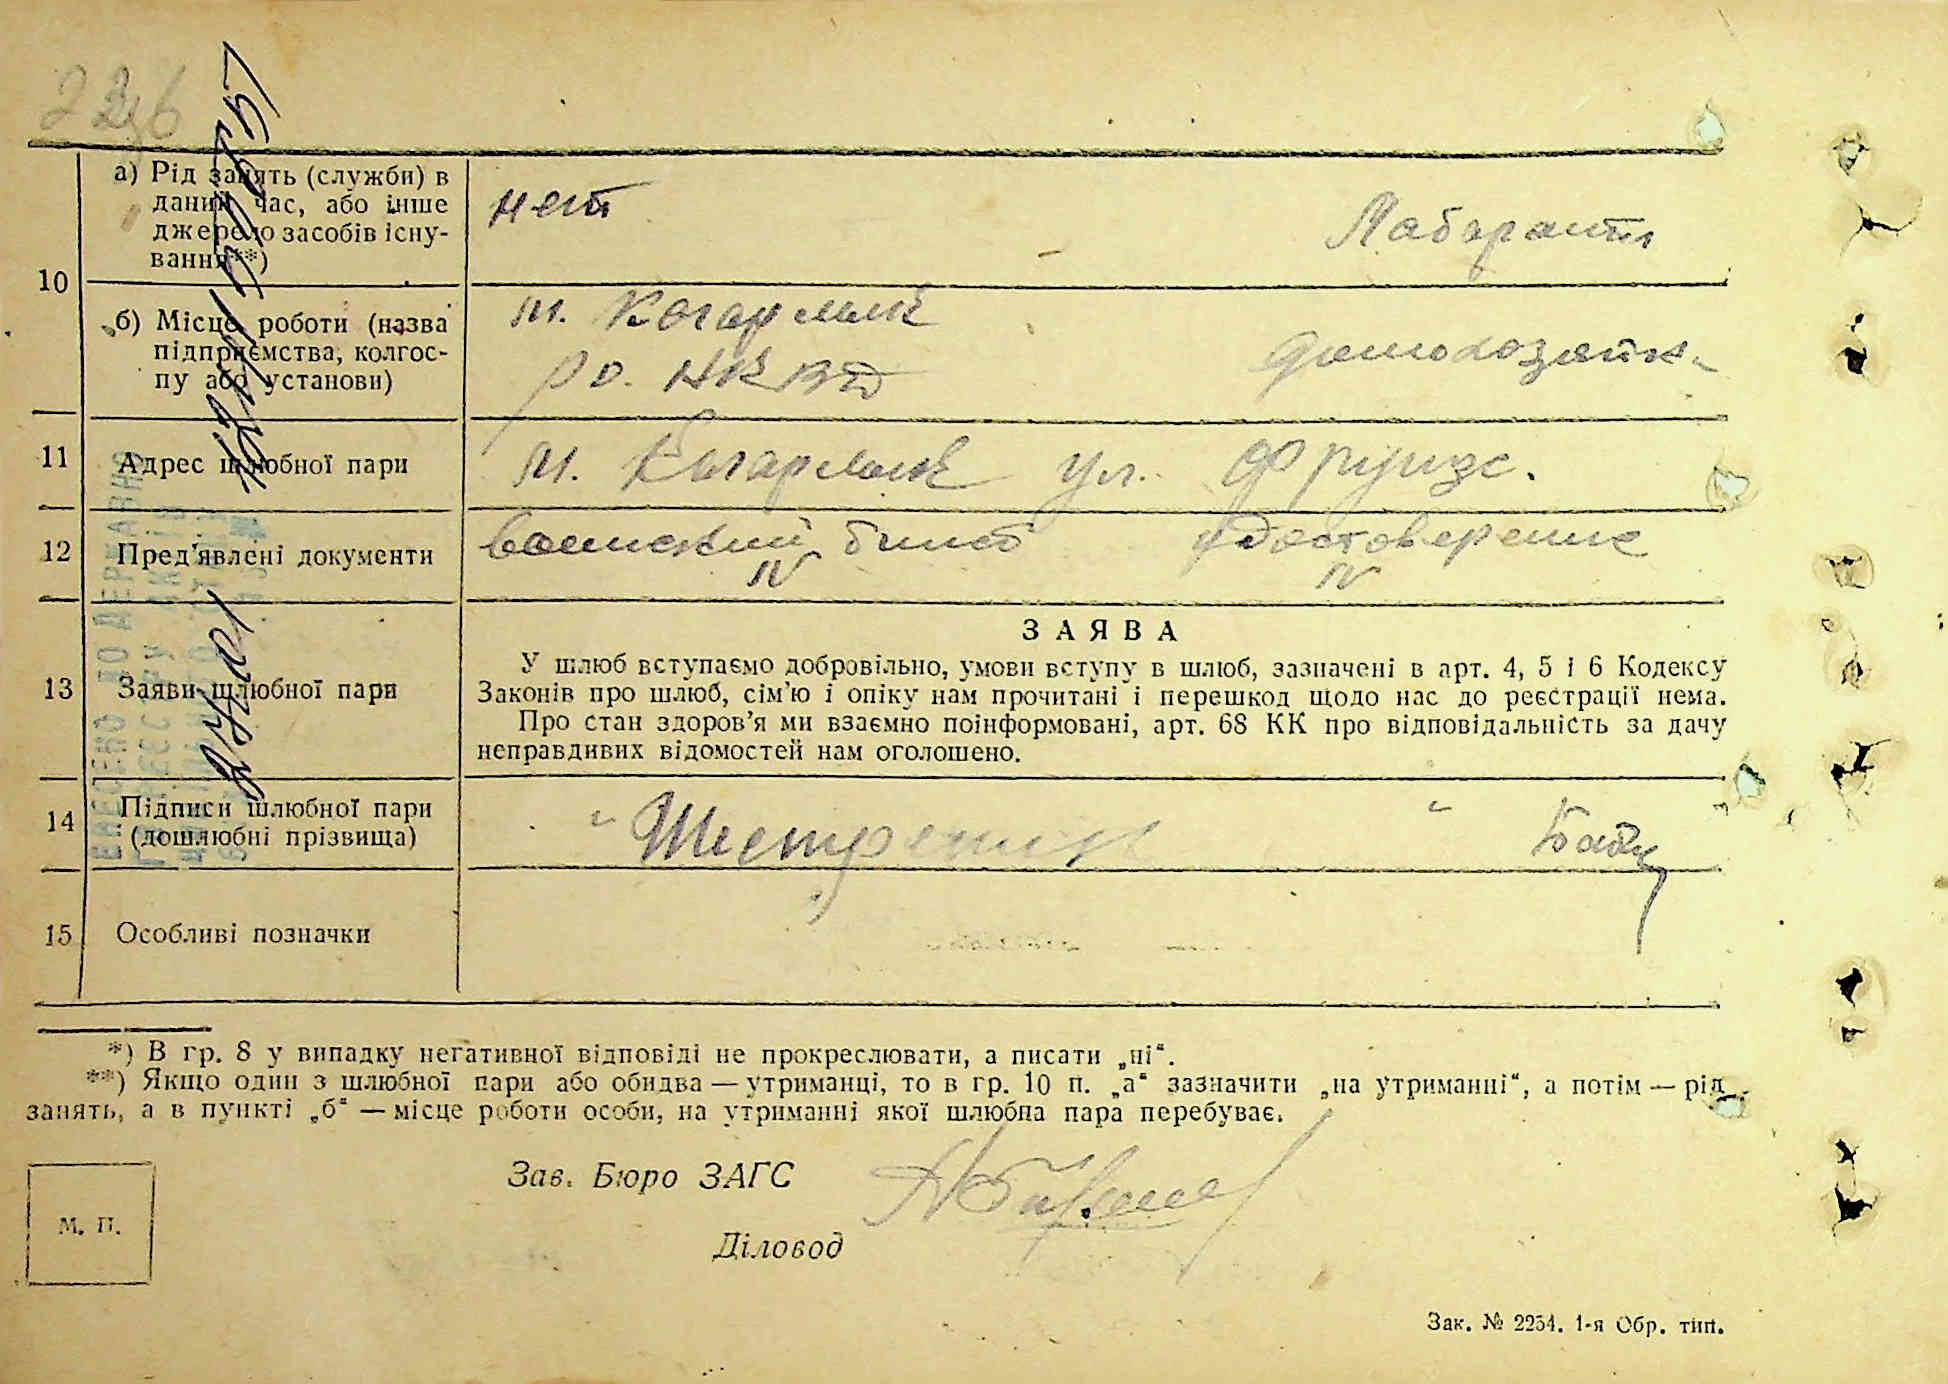 а) Рід занять (служби) в
даний час, або інше
джерело засобів існу-
вання**)
нет
Лаборант
10
б) Місце роботи (назва
підприємства, колгос-
пу або установи)
м. Кагарлык
РО. НКВД
домохозяйк
11
Адрес шлюбної пари
м. Кагарлык ул. Фрунзе.
12
Пред'явлені документи
воинский билет удостоверение
IV IV
ЗАЯВА
13
Заяви шлюбної пари
У шлюб вступаємо добровільно, умови вступу в шлюб, зазначені в арт. 4, 5 і 6 Кодексу
Законів про шлюб, сім'ю і опіку нам прочитані і перешкод щодо нас до реєстрації нема.
Про стан здоров'я ми взаємно поінформовані, арт. 68 КК про відповідальність за дачу
неправдивих відомостей нам оголошено.
14
Підписи шлюбної пари
(дошлюбні прізвища)
15
Особливі позначки
*) В гр. 8 у випадку негативної відповіді не прокреслювати, а писати „ні“.
**) Якщо один з шлюбної пари або обидва — утриманці, то в гр. 10 п. „а“ зазначити „на утриманні“, а потім — рід
занять, а в пункті „б“ — місце роботи особи, на утриманні якої шлюбна пара перебуває.
Зав. Бюро ЗАГС
М. П.
Діловод
Зак. № 2254. 1-я Обр. тип.